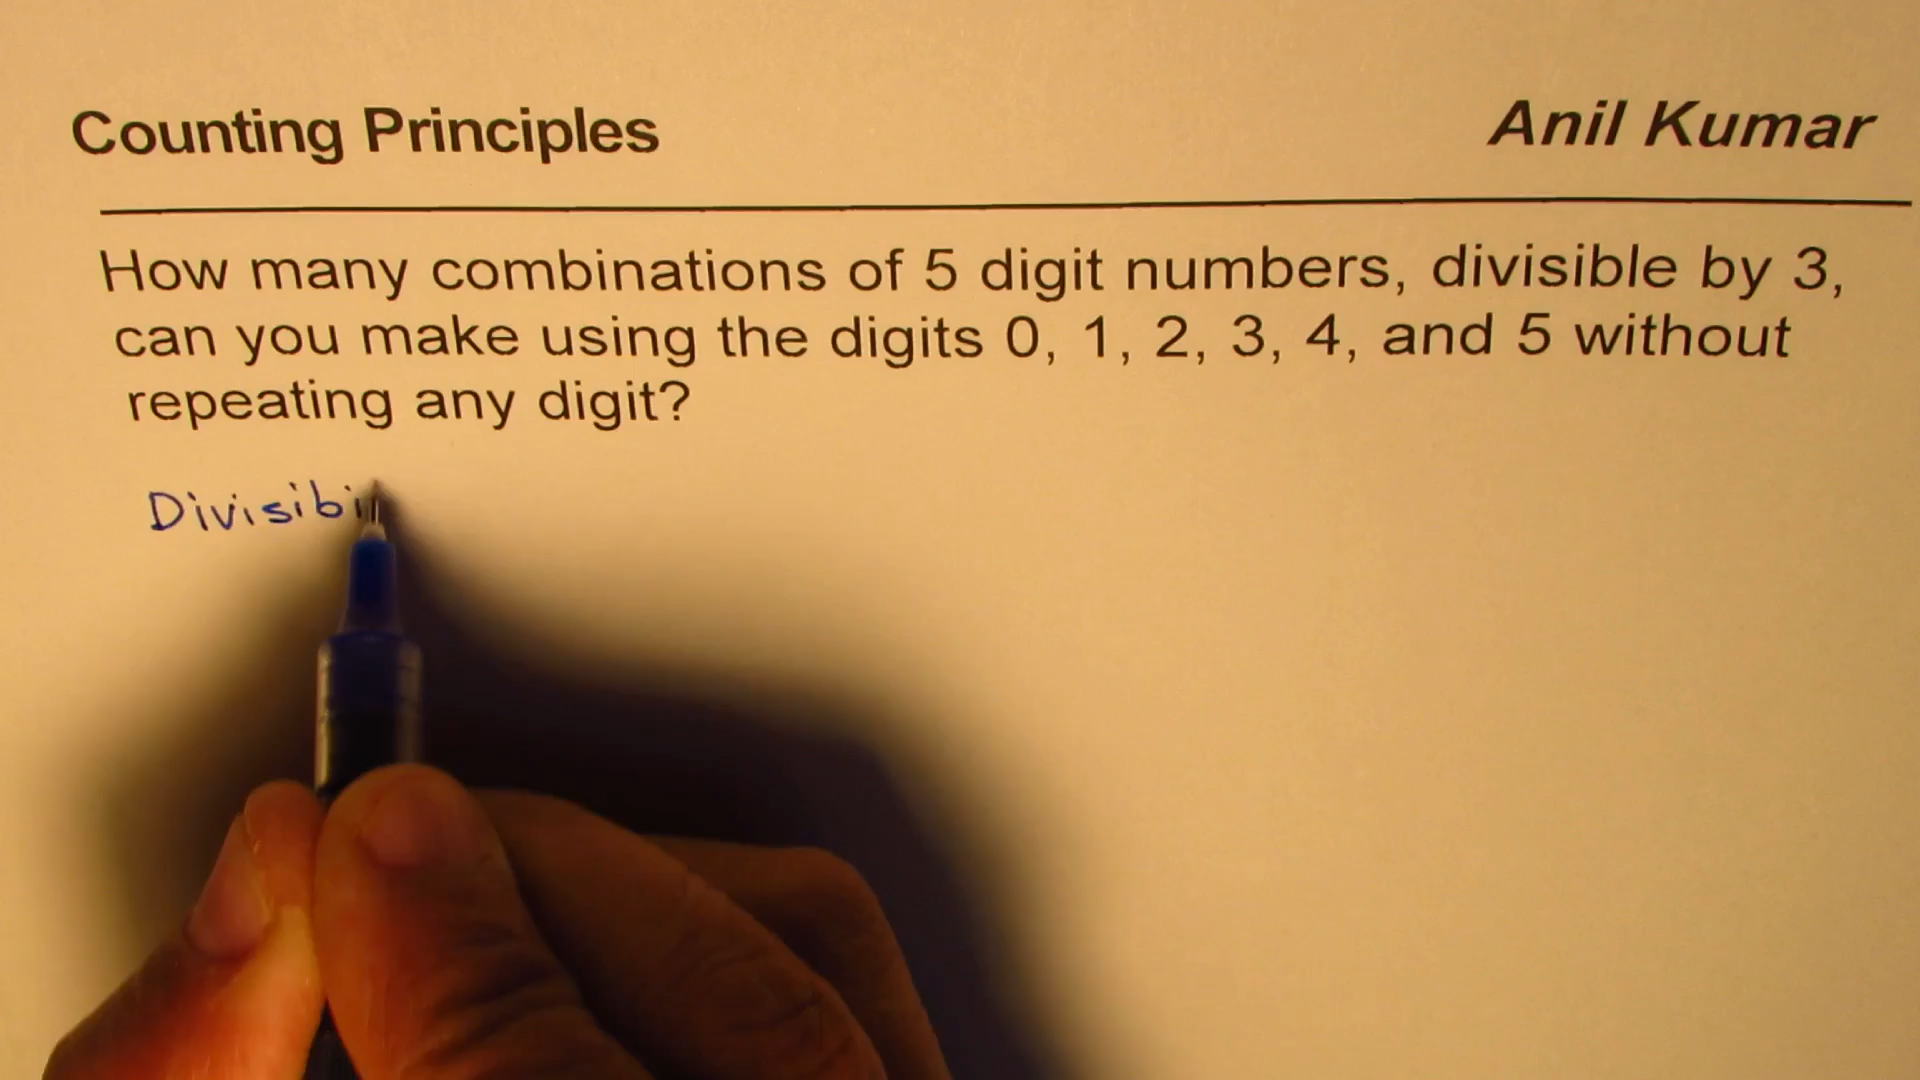 Counting Principles Anil Kumar
How many combinations of 5 digit numbers, divisible by 3,
can you make using the digits 0, 1, 2, 3, 4, and 5 without
repeating any digit?
Divisibi